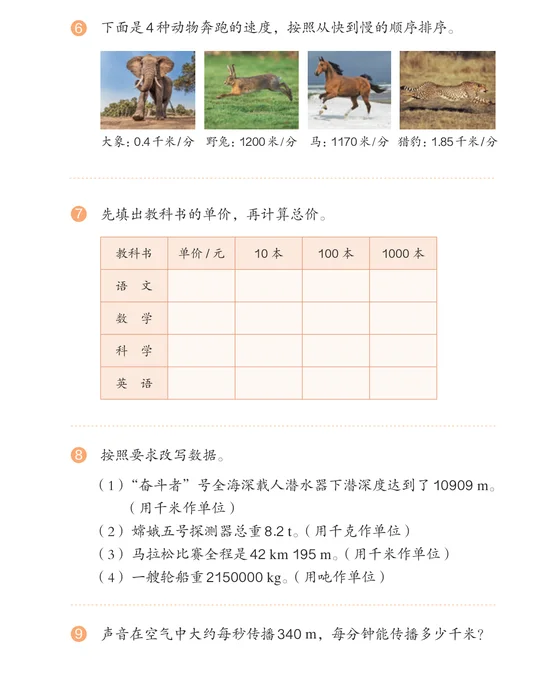 6 下面是4种动物奔跑的速度，按照从快到慢的顺序排序。
大象：0.4千米/分 野兔：1200米/分 马：1170米/分 猎豹：1.85千米/分
7 先填出教科书的单价，再计算总价。
教科书 单价/元 10本 100本 1000本
语 文
数 学
科 学
英 语
8 按照要求改写数据。
（1）“奋斗者”号全海深载人潜水器下潜深度达到了10909 m。
（用千米作单位）
（2）嫦娥五号探测器总重8.2 t。（用千克作单位）
（3）马拉松比赛全程是42 km 195 m。（用千米作单位）
（4）一艘轮船重2150000 kg。（用吨作单位）
9 声音在空气中大约每秒传播340 m，每分钟能传播多少千米？